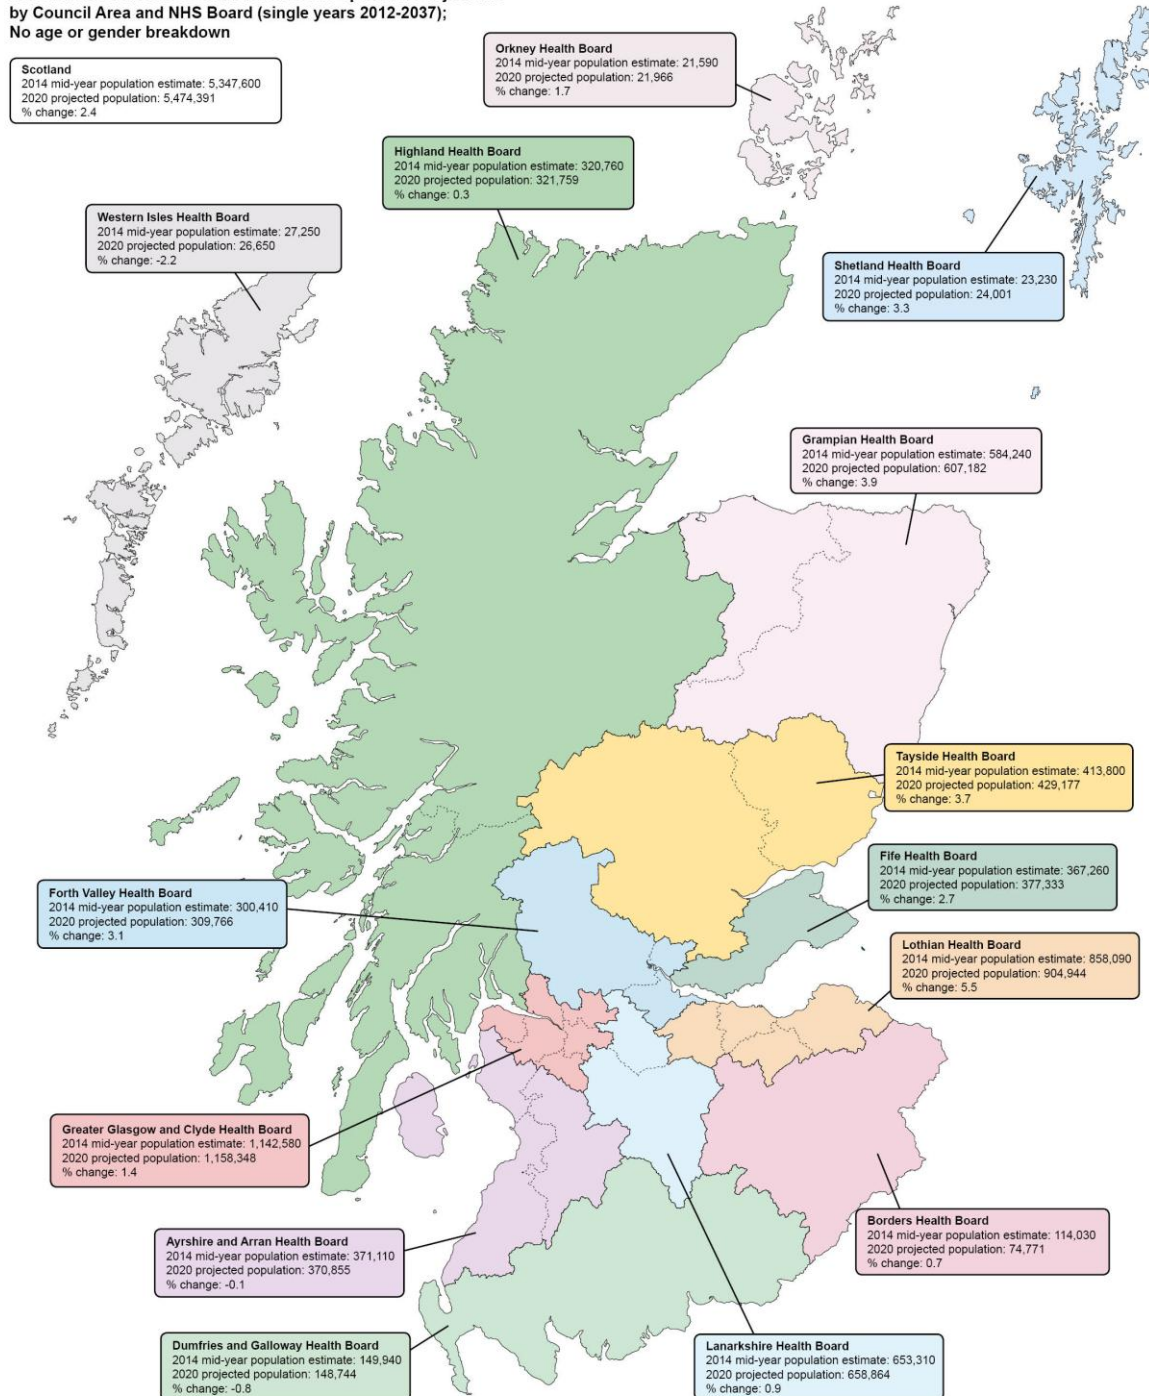 by Council Area and NHS Board (single years 2012-2037);
No age or gender breakdown
Scotland
2014 mid-year population estimate: 5,347,600
2020 projected population: 5,474,391
% change: 2.4
Orkney Health Board
2014 mid-year population estimate: 21,590
2020 projected population: 21,966
% change: 1.7
Highland Health Board
2014 mid-year population estimate: 320,760
2020 projected population: 321,759
% change: 0.3
Western Isles Health Board
2014 mid-year population estimate: 27,250
2020 projected population: 26,650
% change: -2.2
Shetland Health Board
2014 mid-year population estimate: 23,230
2020 projected population: 24,001
% change: 3.3
Grampian Health Board
2014 mid-year population estimate: 584,240
2020 projected population: 607,182
% change: 3.9
Tayside Health Board
2014 mid-year population estimate: 413,800
2020 projected population: 429,177
% change: 3.7
Fife Health Board
2014 mid-year population estimate: 367,260
2020 projected population: 377,333
% change: 2.7
Forth Valley Health Board
2014 mid-year population estimate: 300,410
2020 projected population: 309,766
% change: 3.1
Lothian Health Board
2014 mid-year population estimate: 858,090
2020 projected population: 904,944
% change: 5.5
Greater Glasgow and Clyde Health Board
2014 mid-year population estimate: 1,142,580
2020 projected population: 1,158,348
% change: 1.4
Borders Health Board
2014 mid-year population estimate: 114,030
2020 projected population: 74,771
% change: 0.7
Ayrshire and Arran Health Board
2014 mid-year population estimate: 371,110
2020 projected population: 370,855
% change: -0.1
Dumfries and Galloway Health Board
2014 mid-year population estimate: 149,940
2020 projected population: 148,744
% change: -0.8
Lanarkshire Health Board
2014 mid-year population estimate: 653,310
2020 projected population: 658,864
% change: 0.9